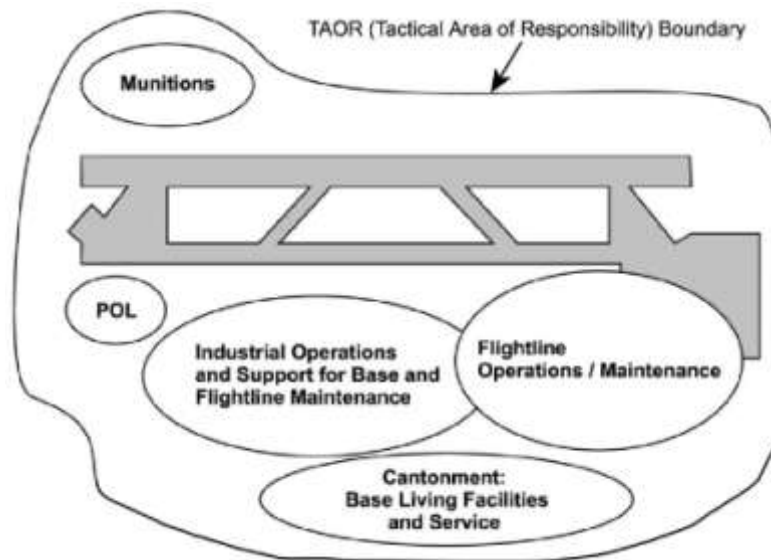 TAOR (Tactical Area of Responsibility) Boundary
Munitions
POL
Industrial Operations
and Support for Base and
Flightline Maintenance
Flightline
Operations / Maintenance
Cantonment:
Base Living Facilities
and Service